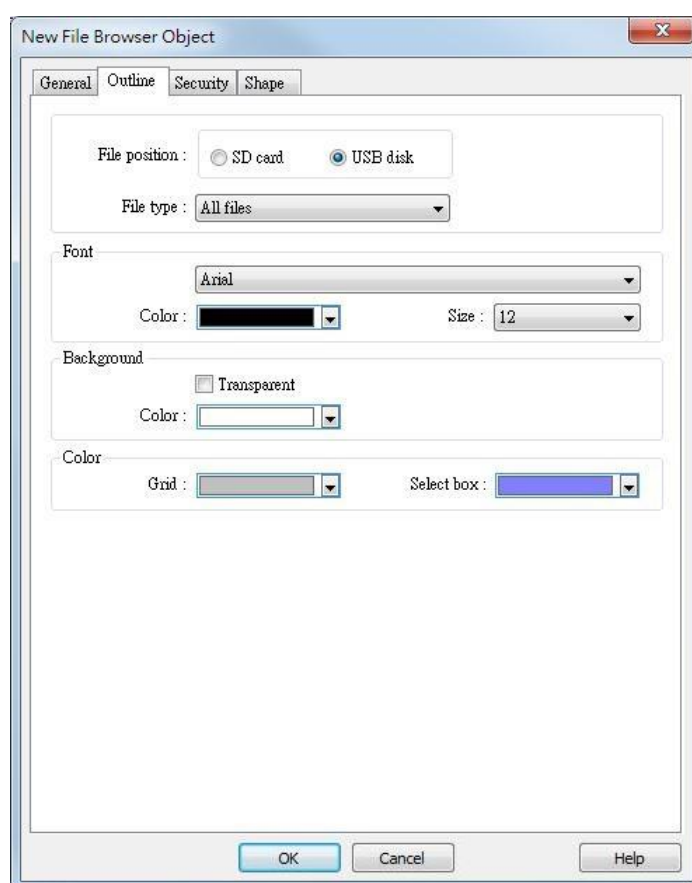 New File Browser Object
General Outline Security Shape
File position : SD card USB disk
File type : All files
Font
Arial
Color : Size : 12
Background
Transparent
Color :
Color
Grid : Select box :
OK Cancel Help